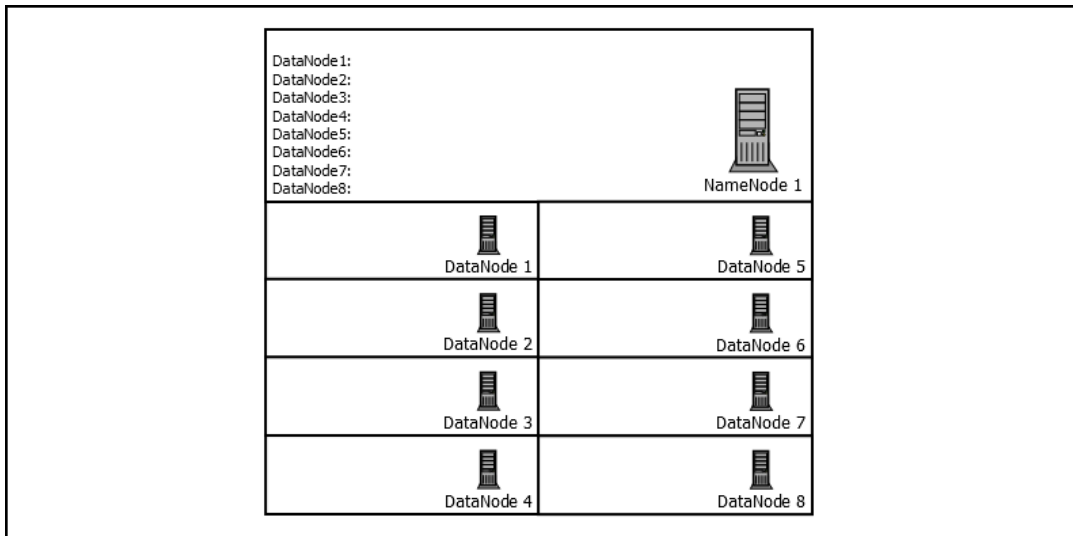 DataNode1:
DataNode2:
DataNode3:
DataNode4:
DataNode5:
DataNode6:
DataNode7:
DataNode8:
NameNode 1
DataNode 1
DataNode 5
DataNode 2
DataNode 6
DataNode 3
DataNode 7
DataNode 4
DataNode 8